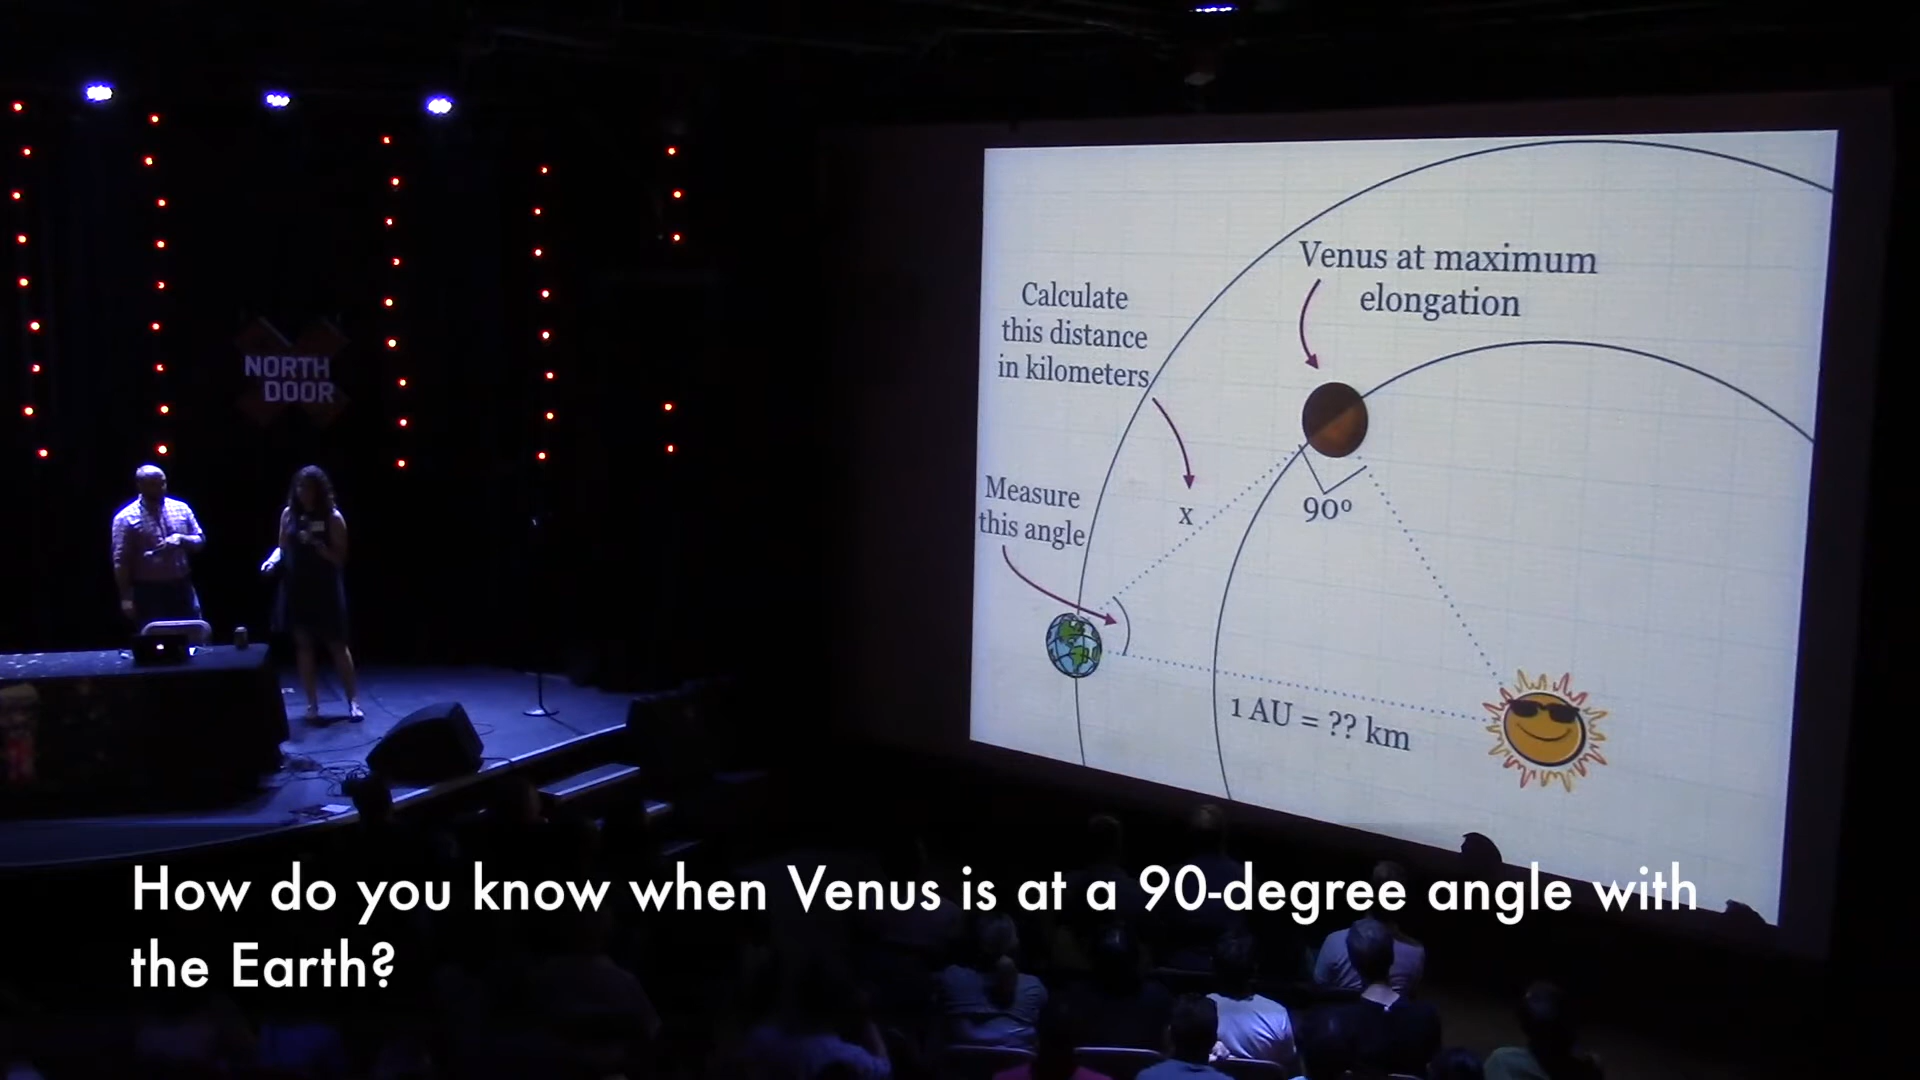 NORTH
DOOR
Venus at maximum
elongation
Calculate
this distance
in kilometers
Measure
this angle
x
90º
1 AU = ?? km
How do you know when Venus is at a 90-degree angle with
the Earth?